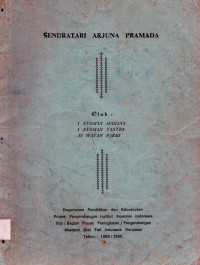 SENDRATARI ARJUNA PRAMADA
Oleh :
I NYOMAN SUDIANA
I NYOMAN TANTRA
NI WAYAN PARMI
Departemen Pendidikan dan Kebudayaan
Proyek Pengembangan Institut Kesenian Indonesia
Sub / Bagian Proyek Peningkatan / Pengembangan
Akademi Seni Tari Indonesia Denpasar
Tahun : 1985 / 1986